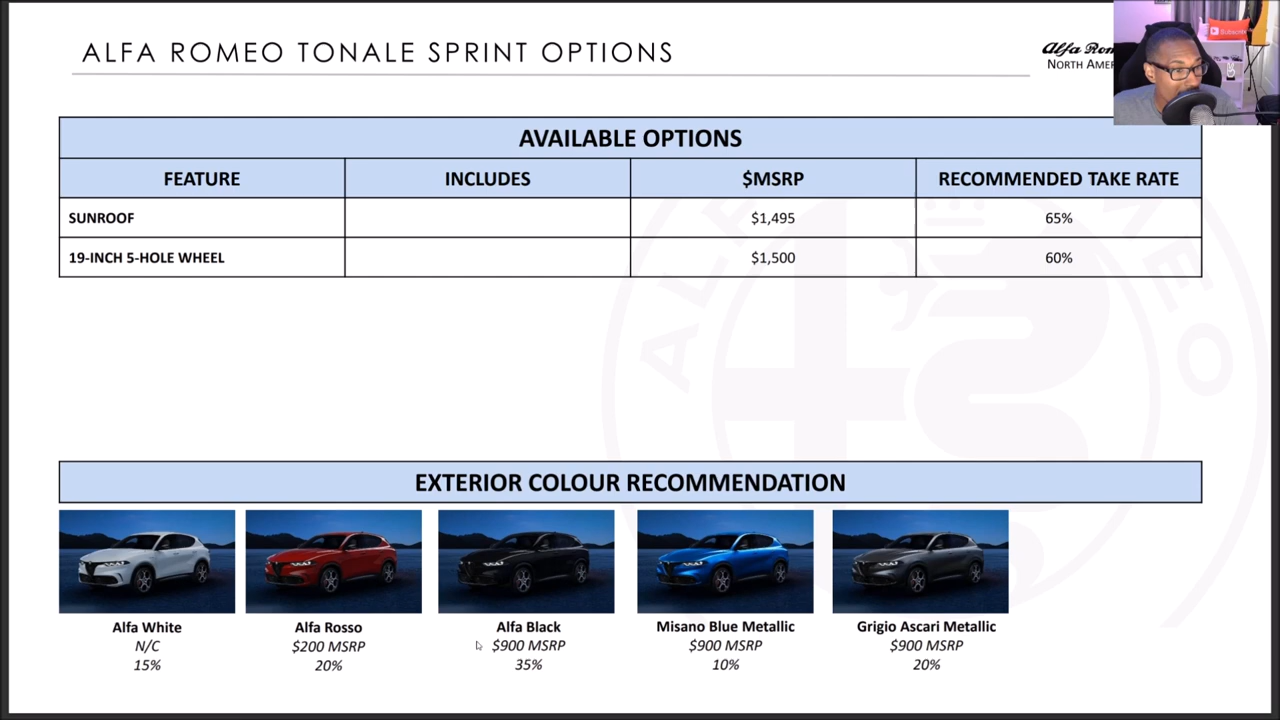 ALFA ROMEO TONALE SPRINT OPTIONS
Alfa Rom
NORTH AMER
Subscribe
AVAILABLE OPTIONS
FEATURE INCLUDES $MSRP RECOMMENDED TAKE RATE
SUNROOF $1,495 65%
19-INCH 5-HOLE WHEEL $1,500 60%
EXTERIOR COLOUR RECOMMENDATION
Alfa White Alfa Rosso Alfa Black Misano Blue Metallic Grigio Ascari Metallic
N/C $200 MSRP $900 MSRP $900 MSRP $900 MSRP
15% 20% 35% 10% 20%